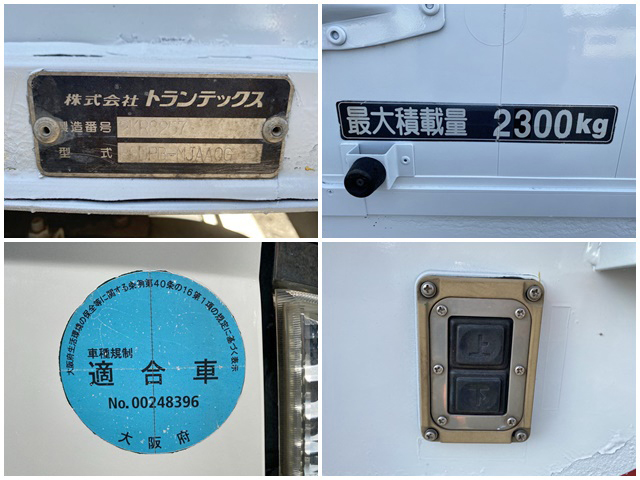 株式会社 トランテックス
製造番号
型式
最大積載量 2300kg
大阪府生活環境の保全等に関する条例第40条の16第1項の規定に基づく表示
車種規制
適合車
No.00248396
大阪府
上
下